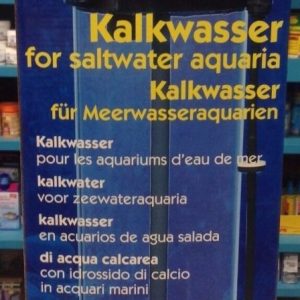 Kalkwasser
for saltwater aquaria
Kalkwasser
für Meerwasseraquarien
Kalkwasser
pour les aquariums d'eau de mer
kalkwater
voor zeewateraquaria
kalkwasser
en acuarios de agua salada
di acqua calcarea
con idrossido di calcio
in acquari marini